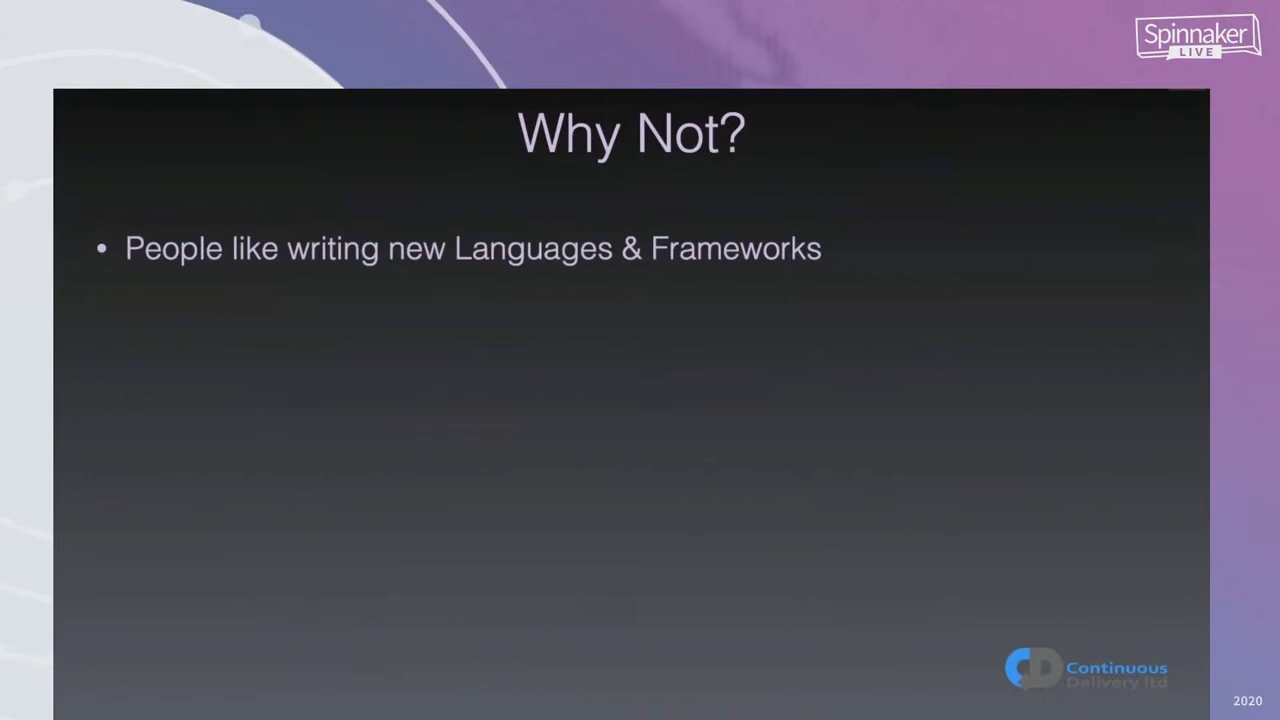 Spinnaker
LIVE
Why Not?
• People like writing new Languages & Frameworks
Continuous
Delivery ltd
2020